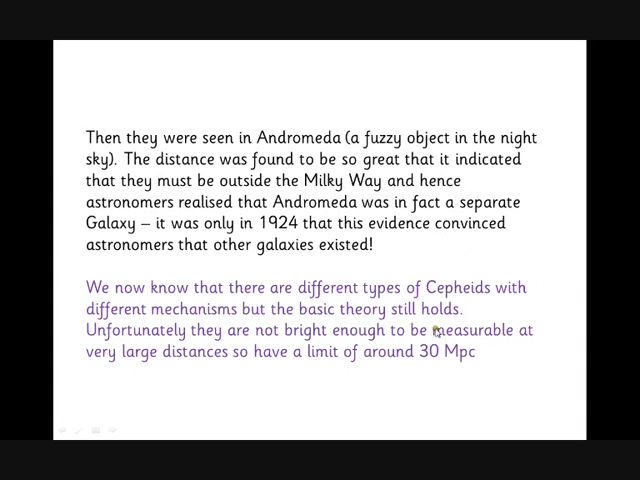 Then they were seen in Andromeda (a fuzzy object in the night
sky). The distance was found to be so great that it indicated
that they must be outside the Milky Way and hence
astronomers realised that Andromeda was in fact a separate
Galaxy – it was only in 1924 that this evidence convinced
astronomers that other galaxies existed!
We now know that there are different types of Cepheids with
different mechanisms but the basic theory still holds.
Unfortunately they are not bright enough to be measurable at
very large distances so have a limit of around 30 Mpc